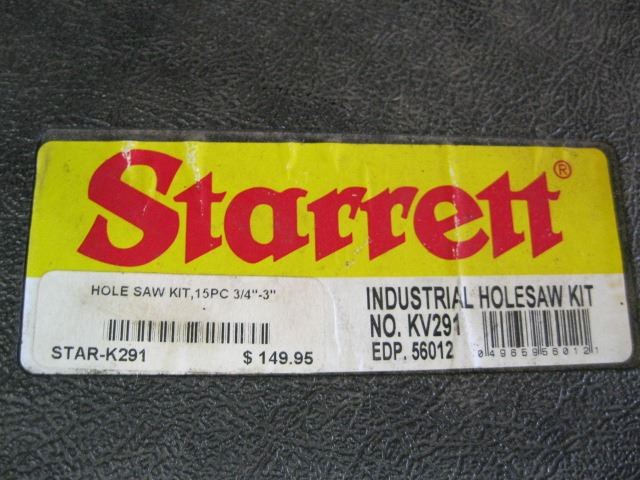 Starrett®
HOLE SAW KIT,15PC 3/4"-3"
STAR-K291 $ 149.95
INDUSTRIAL HOLESAW KIT
NO. KV291
EDP. 56012
049659560121